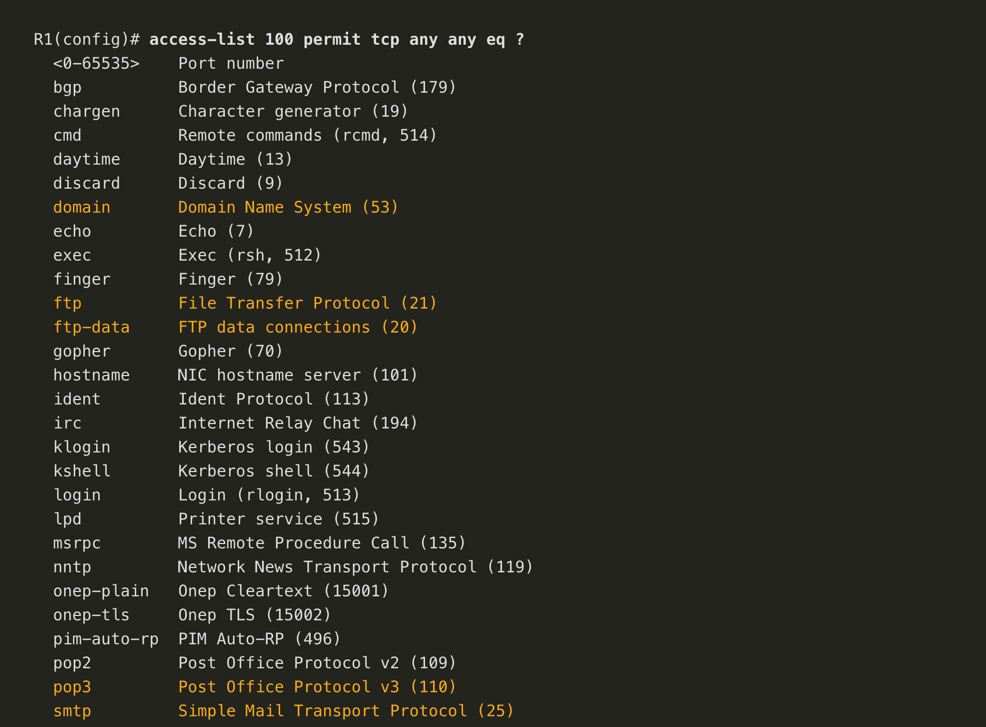 R1(config)# access-list 100 permit tcp any any eq ?
<0-65535>    Port number
bgp          Border Gateway Protocol (179)
chargen      Character generator (19)
cmd          Remote commands (rcmd, 514)
daytime      Daytime (13)
discard      Discard (9)
domain       Domain Name System (53)
echo         Echo (7)
exec         Exec (rsh, 512)
finger       Finger (79)
ftp          File Transfer Protocol (21)
ftp-data     FTP data connections (20)
gopher       Gopher (70)
hostname     NIC hostname server (101)
ident        Ident Protocol (113)
irc          Internet Relay Chat (194)
klogin       Kerberos login (543)
kshell       Kerberos shell (544)
login        Login (rlogin, 513)
lpd          Printer service (515)
msrpc        MS Remote Procedure Call (135)
nntp         Network News Transport Protocol (119)
onep-plain   Onep Cleartext (15001)
onep-tls     Onep TLS (15002)
pim-auto-rp  PIM Auto-RP (496)
pop2         Post Office Protocol v2 (109)
pop3         Post Office Protocol v3 (110)
smtp         Simple Mail Transport Protocol (25)